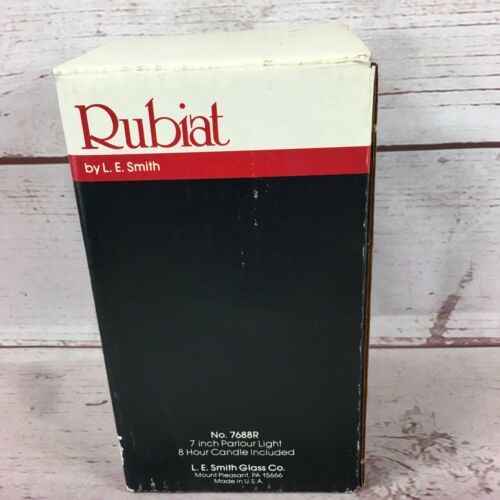 Rubiat
by L. E. Smith
No. 7688R
7 inch Parlour Light
8 Hour Candle Included
L. E. Smith Glass Co.
Mount Pleasant, PA 15666
Made in U.S.A.